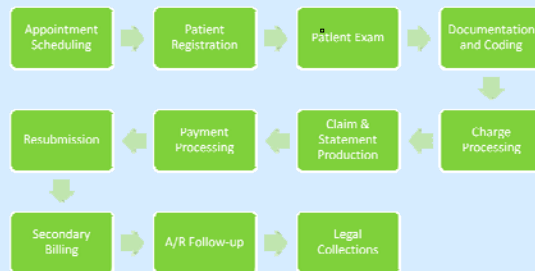 Appointment
Scheduling
Patient
Registration
Patient Exam
Documentation
and Coding
Charge
Processing
Claim &
Statement
Production
Payment
Processing
Resubmission
Secondary
Billing
A/R Follow-up
Legal
Collections